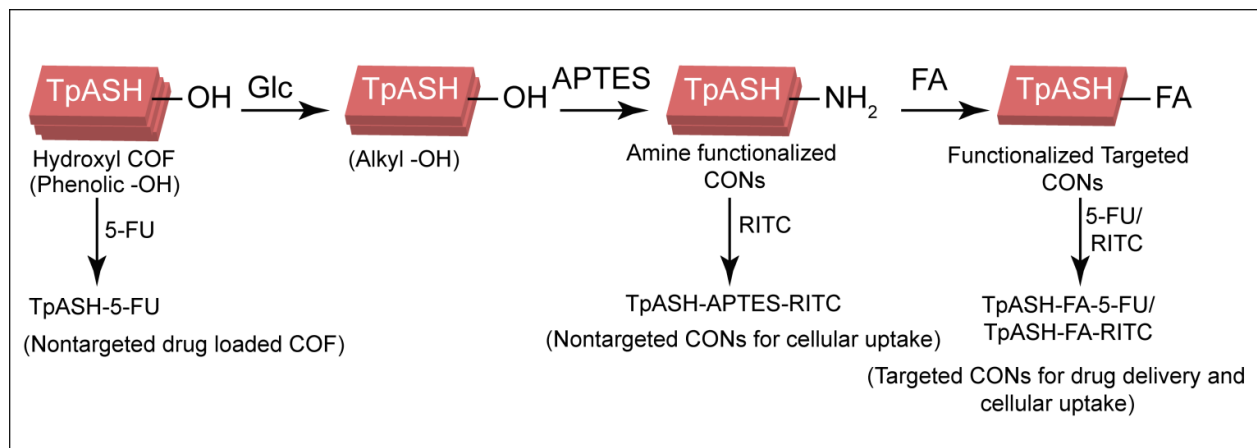 TpASH
-OH
Glc
TpASH
-OH
APTES
TpASH
-NH₂
FA
TpASH
-FA
Hydroxyl COF
(Phenolic -OH)
(Alkyl -OH)
Amine functionalized
CONs
Functionalized Targeted
CONs
5-FU
RITC
5-FU/
RITC
TpASH-5-FU
(Nontargeted drug loaded COF)
TpASH-APTES-RITC
(Nontargeted CONs for cellular uptake)
TpASH-FA-5-FU/
TpASH-FA-RITC
(Targeted CONs for drug delivery and
cellular uptake)